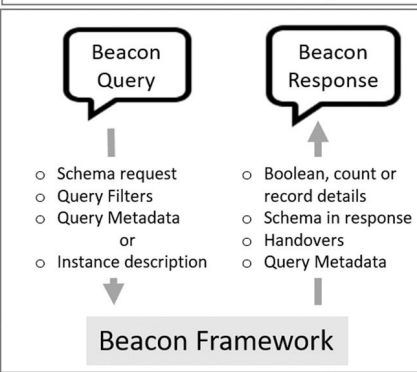 Beacon
Query
o Schema request
o Query Filters
o Query Metadata
or
o Instance description
Beacon
Response
o Boolean, count or
record details
o Schema in response
o Handovers
o Query Metadata
Beacon Framework